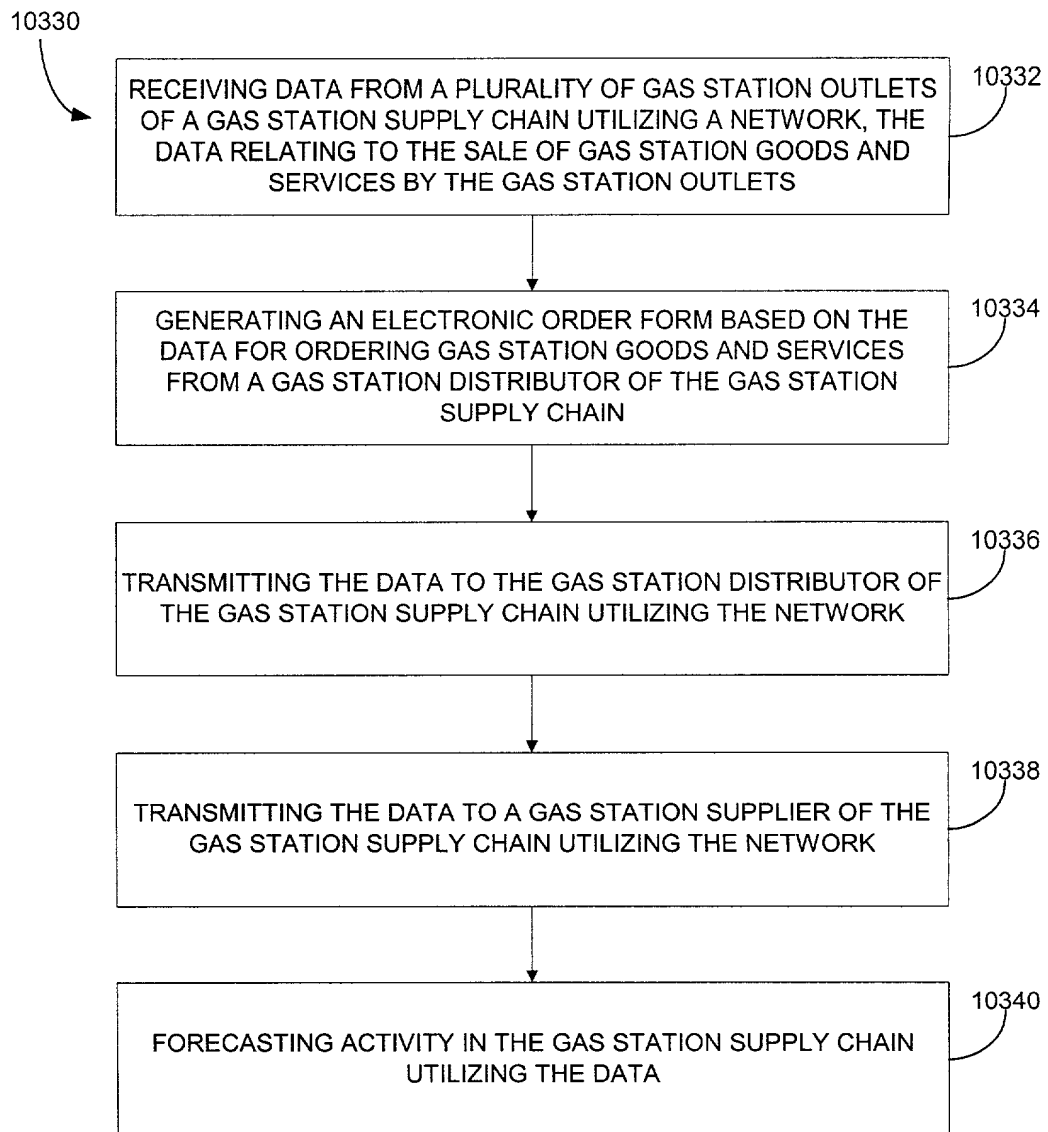 10330
10332
RECEIVING DATA FROM A PLURALITY OF GAS STATION OUTLETS
OF A GAS STATION SUPPLY CHAIN UTILIZING A NETWORK, THE
DATA RELATING TO THE SALE OF GAS STATION GOODS AND
SERVICES BY THE GAS STATION OUTLETS
10334
GENERATING AN ELECTRONIC ORDER FORM BASED ON THE
DATA FOR ORDERING GAS STATION GOODS AND SERVICES
FROM A GAS STATION DISTRIBUTOR OF THE GAS STATION
SUPPLY CHAIN
10336
TRANSMITTING THE DATA TO THE GAS STATION DISTRIBUTOR OF
THE GAS STATION SUPPLY CHAIN UTILIZING THE NETWORK
10338
TRANSMITTING THE DATA TO A GAS STATION SUPPLIER OF THE
GAS STATION SUPPLY CHAIN UTILIZING THE NETWORK
10340
FORECASTING ACTIVITY IN THE GAS STATION SUPPLY CHAIN
UTILIZING THE DATA